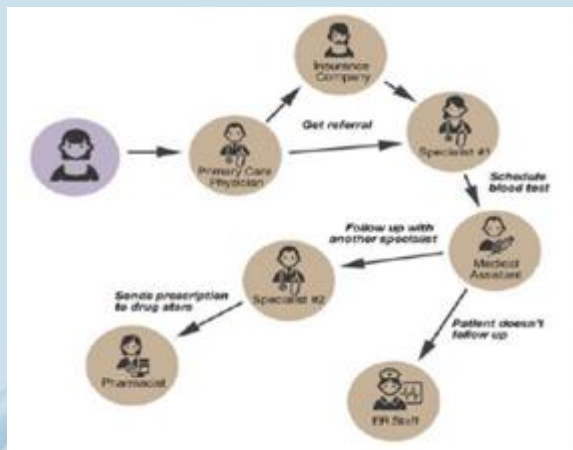 Insurance
Company
Get referral
Primary Care
Physician
Specialist #1
Schedule
blood test
Follow up with
another specialist
Medical
Assistant
Specialist #2
Sends prescription
to drug store
Patient doesn't
follow up
Pharmacist
ER Staff